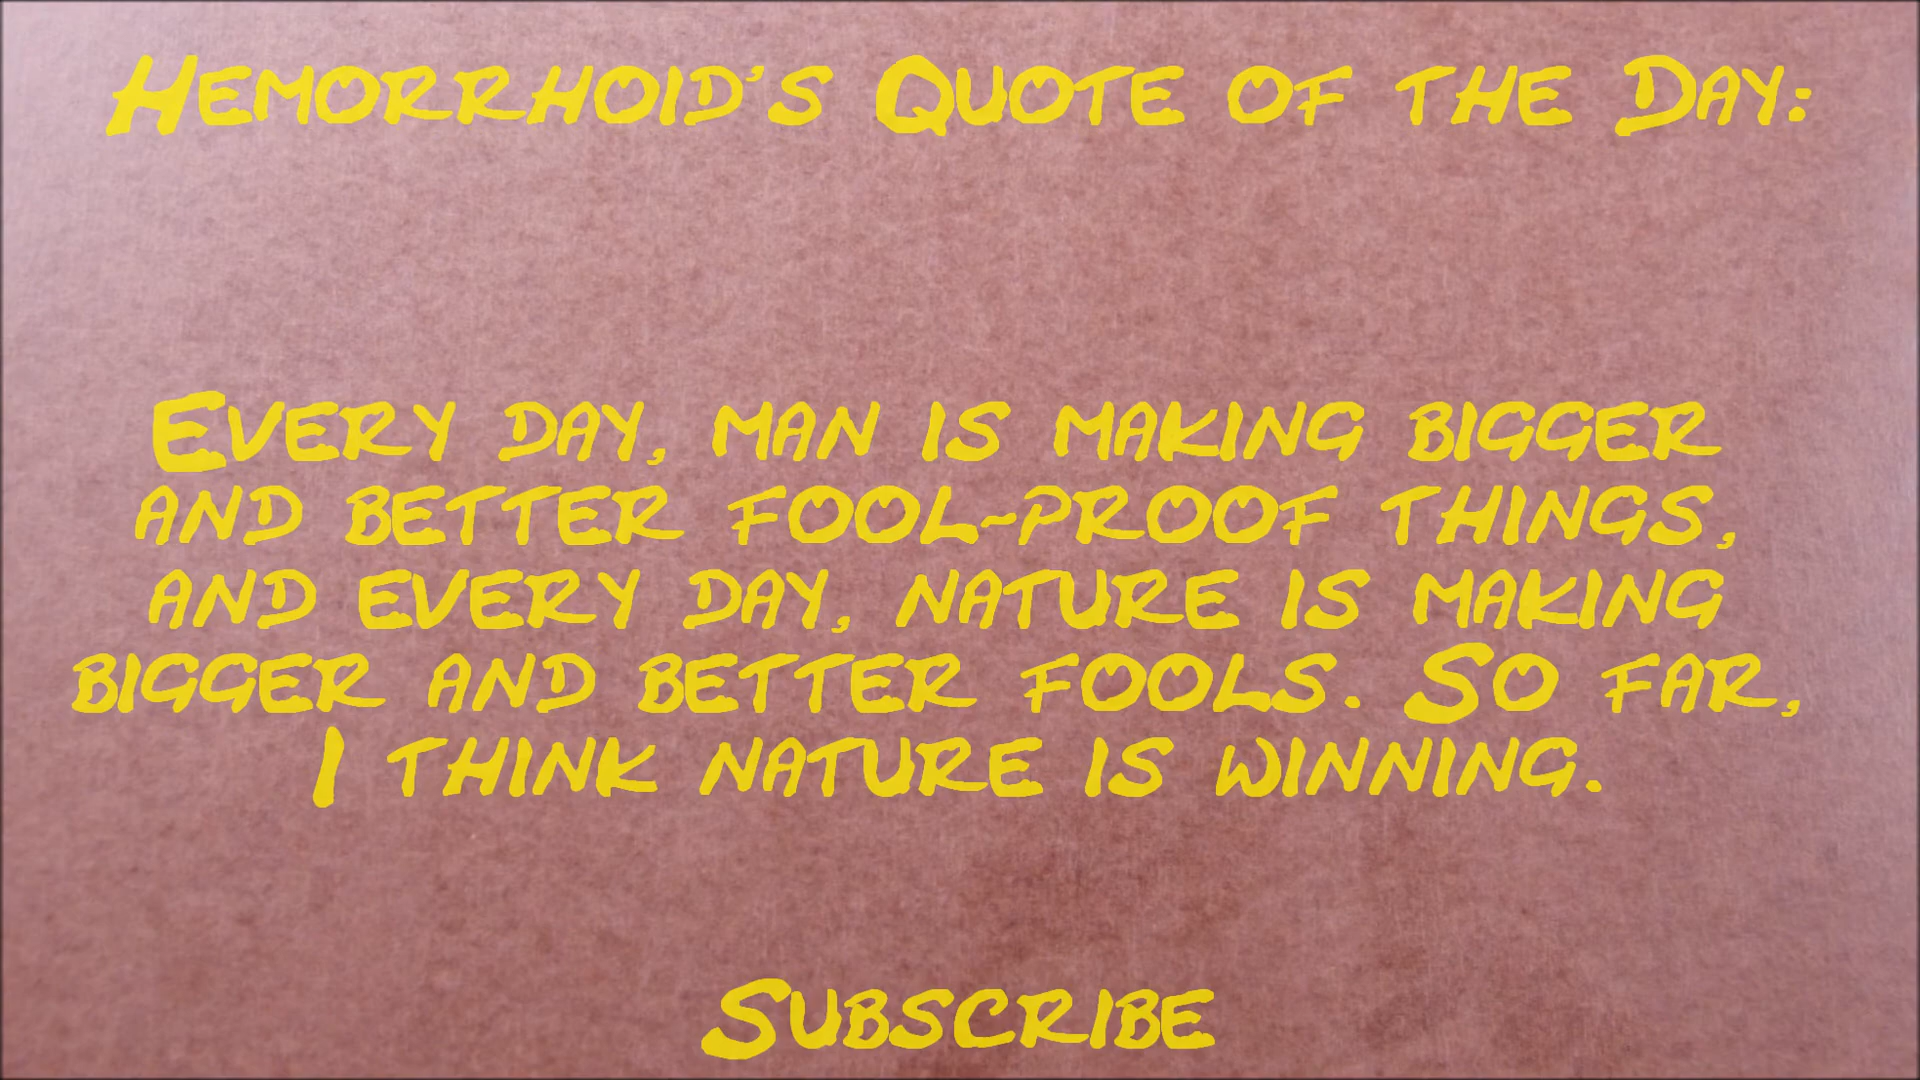 Hemorrhoid's Quote of the Day:
Every day, man is making bigger
and better fool-proof things,
and every day, nature is making
bigger and better fools. So far,
I think nature is winning.
Subscribe